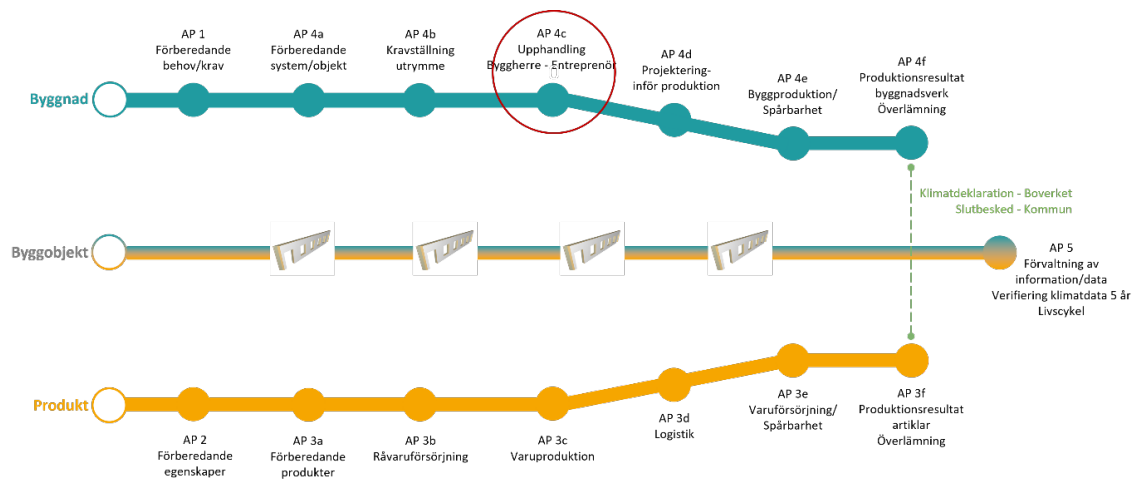 AP 1
Förberedande
behov/krav
AP 4a
Förberedande
system/objekt
AP 4b
Kravställning
utrymme
AP 4c
Upphandling
Byggherre - Entreprenör
AP 4d
Projektering-
inför produktion
AP 4e
Byggproduktion/
Spårbarhet
AP 4f
Produktionsresultat
byggnadsverk
Överlämning
Byggnad
Klimatdeklaration - Boverket
Slutbesked - Kommun
Byggobjekt
AP 5
Förvaltning av
information/data
Verifiering klimatdata 5 år
Livscykel
Produkt
AP 2
Förberedande
egenskaper
AP 3a
Förberedande
produkter
AP 3b
Råvaruförsörjning
AP 3c
Varuproduktion
AP 3d
Logistik
AP 3e
Varuförsörjning/
Spårbarhet
AP 3f
Produktionsresultat
artiklar
Överlämning